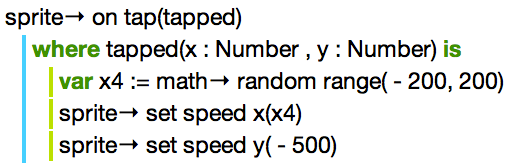 sprite→ on tap(tapped)
where tapped(x : Number , y : Number) is
var x4 := math→ random range( - 200, 200)
sprite→ set speed x(x4)
sprite→ set speed y( - 500)